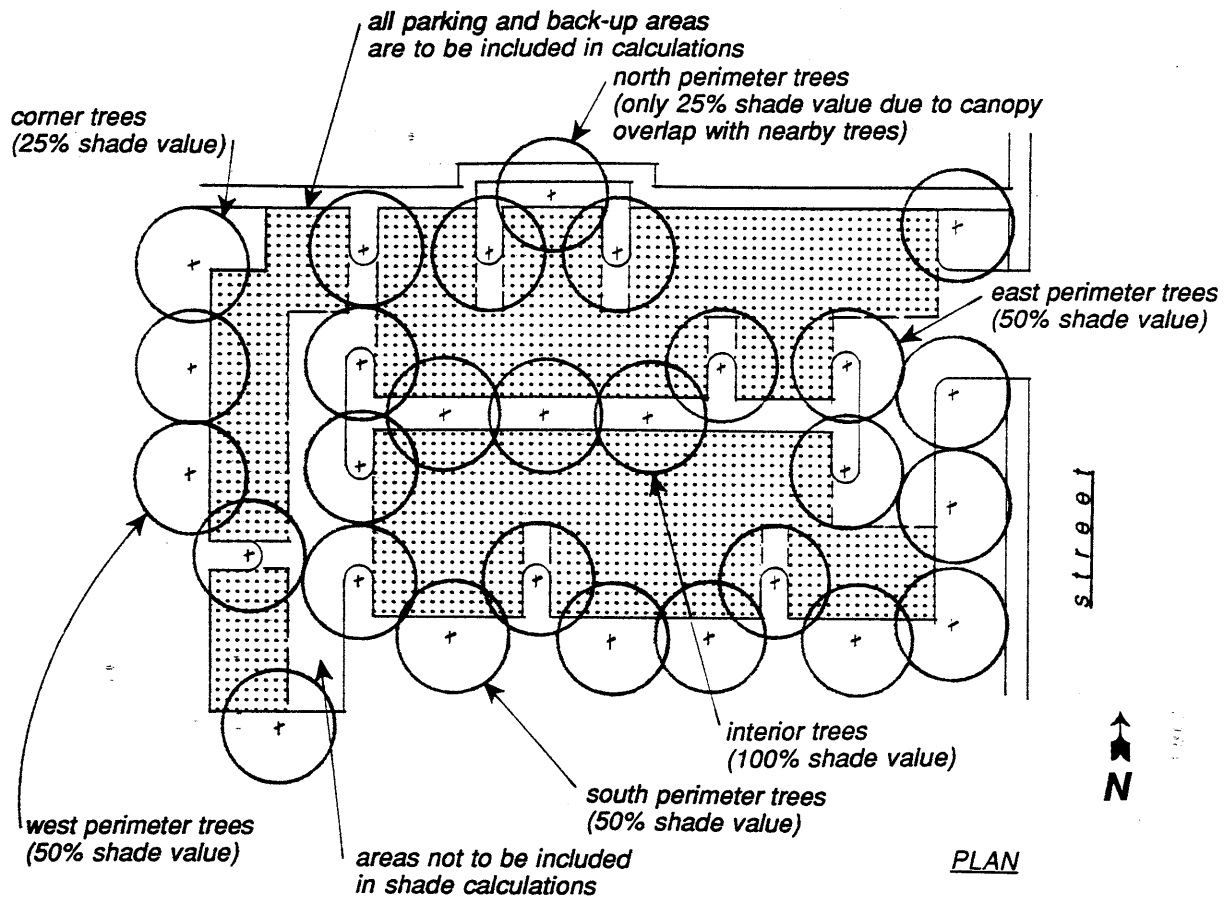 all parking and back-up areas
are to be included in calculations
north perimeter trees
(only 25% shade value due to canopy
overlap with nearby trees)
corner trees
(25% shade value)
east perimeter trees
(50% shade value)
street
interior trees
(100% shade value)
N
south perimeter trees
(50% shade value)
west perimeter trees
(50% shade value)
areas not to be included
in shade calculations
PLAN